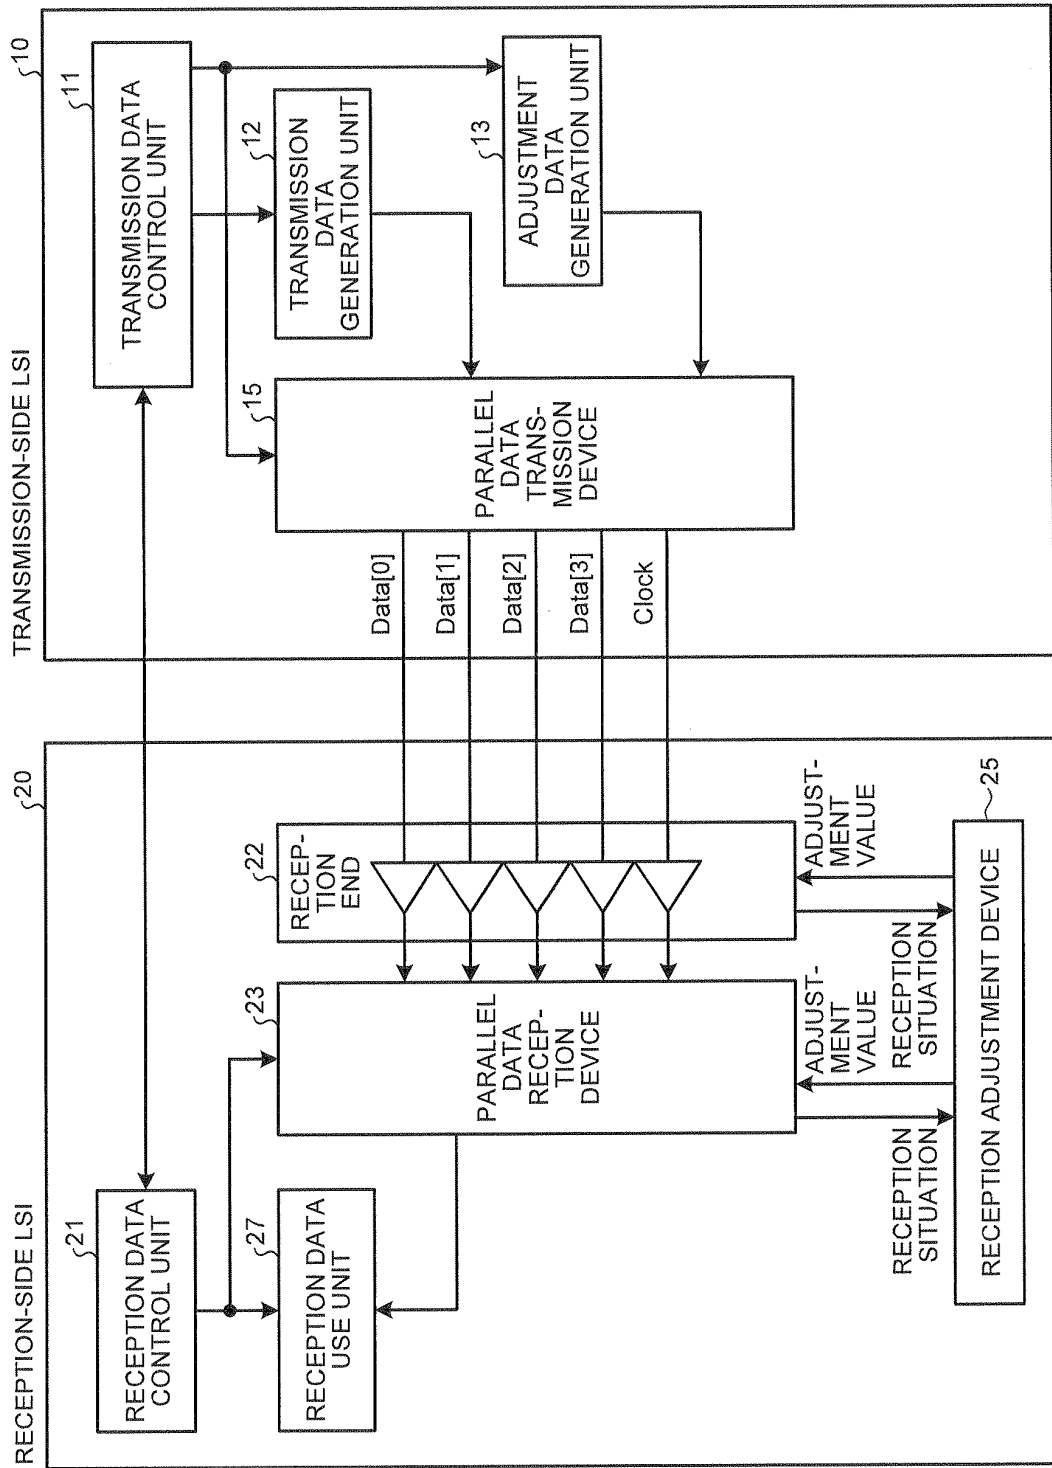 RECEPTION-SIDE LSI
20
21
RECEPTION DATA
CONTROL UNIT
27
RECEPTION DATA
USE UNIT
23
PARALLEL
DATA
RECEP-
TION
DEVICE
22
RECEP-
TION
END
RECEPTION
SITUATION
ADJUST-
MENT
VALUE
RECEPTION
SITUATION
ADJUST-
MENT
VALUE
25
RECEPTION ADJUSTMENT DEVICE
TRANSMISSION-SIDE LSI
10
11
TRANSMISSION DATA
CONTROL UNIT
12
TRANSMISSION
DATA
GENERATION UNIT
13
ADJUSTMENT
DATA
GENERATION UNIT
15
PARALLEL
DATA
TRANS-
MISSION
DEVICE
Data[0]
Data[1]
Data[2]
Data[3]
Clock